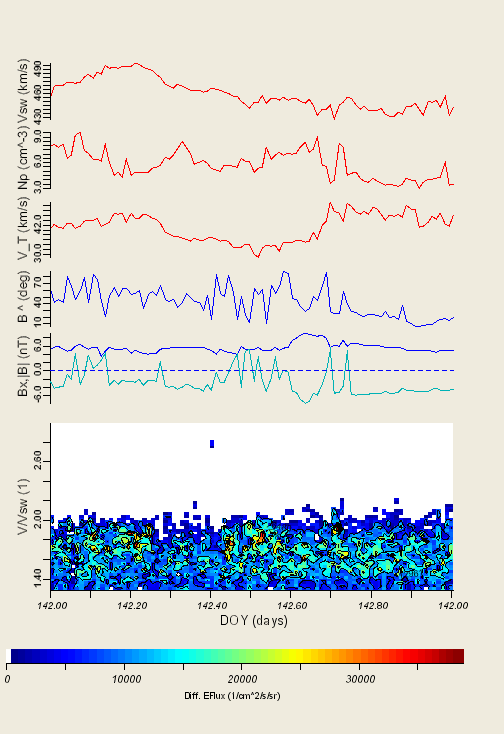 Vsw (km/s)
490
460
430
Np (cm^-3)
9.0
6.0
3.0
V_T (km/s)
42.0
30.0
B ^ (deg)
70
40
10
Bx,|B| (nT)
6.0
0.0
-6.0
V/Vsw (1)
2.60
2.00
1.40
142.00 142.20 142.40 142.60 142.80 142.00
DOY (days)
0 10000 20000 30000
Diff. EFlux (1/cm^2/s/sr)